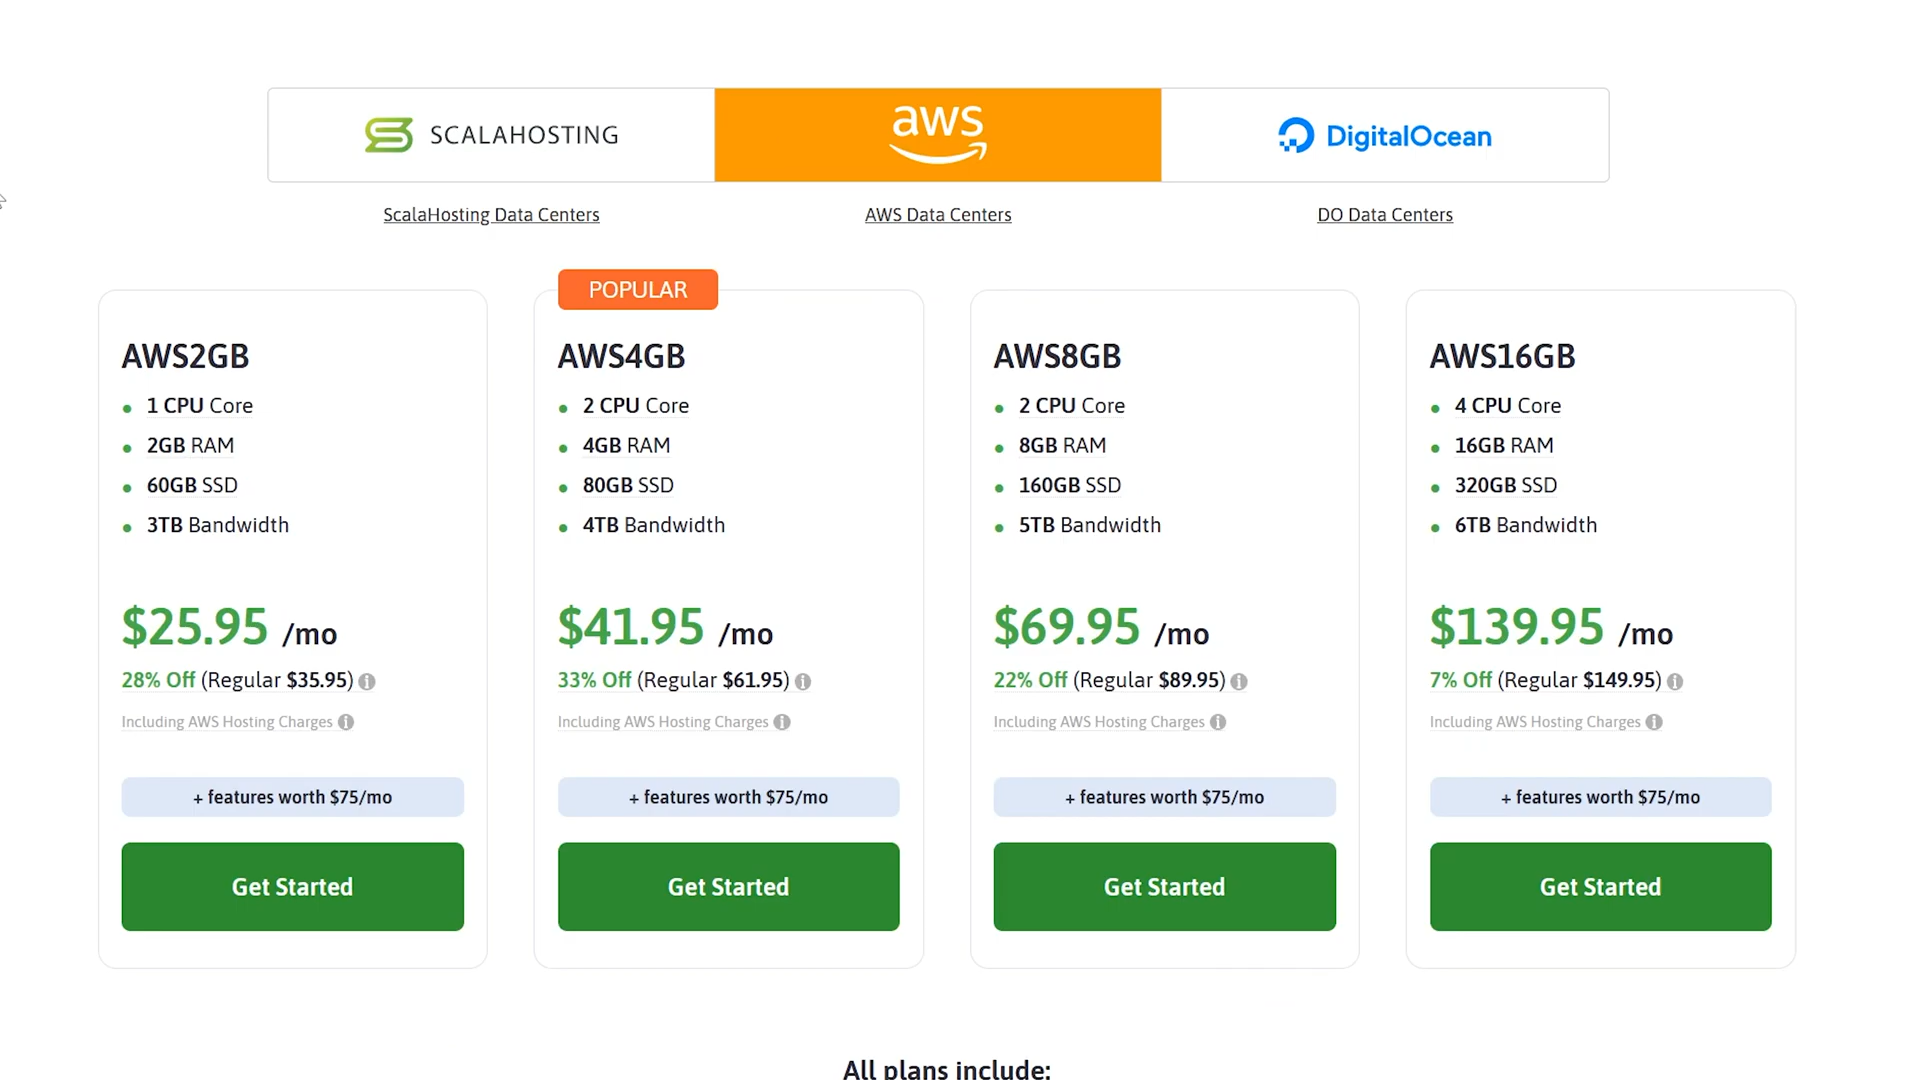 SCALAHOSTING
aws
DigitalOcean
ScalaHosting Data Centers
AWS Data Centers
DO Data Centers
AWS2GB
1 CPU Core
2GB RAM
60GB SSD
3TB Bandwidth
$25.95 /mo
28% Off (Regular $35.95)
Including AWS Hosting Charges
+ features worth $75/mo
Get Started
POPULAR
AWS4GB
2 CPU Core
4GB RAM
80GB SSD
4TB Bandwidth
$41.95 /mo
33% Off (Regular $61.95)
Including AWS Hosting Charges
+ features worth $75/mo
Get Started
AWS8GB
2 CPU Core
8GB RAM
160GB SSD
5TB Bandwidth
$69.95 /mo
22% Off (Regular $89.95)
Including AWS Hosting Charges
+ features worth $75/mo
Get Started
AWS16GB
4 CPU Core
16GB RAM
320GB SSD
6TB Bandwidth
$139.95 /mo
7% Off (Regular $149.95)
Including AWS Hosting Charges
+ features worth $75/mo
Get Started
All plans include: